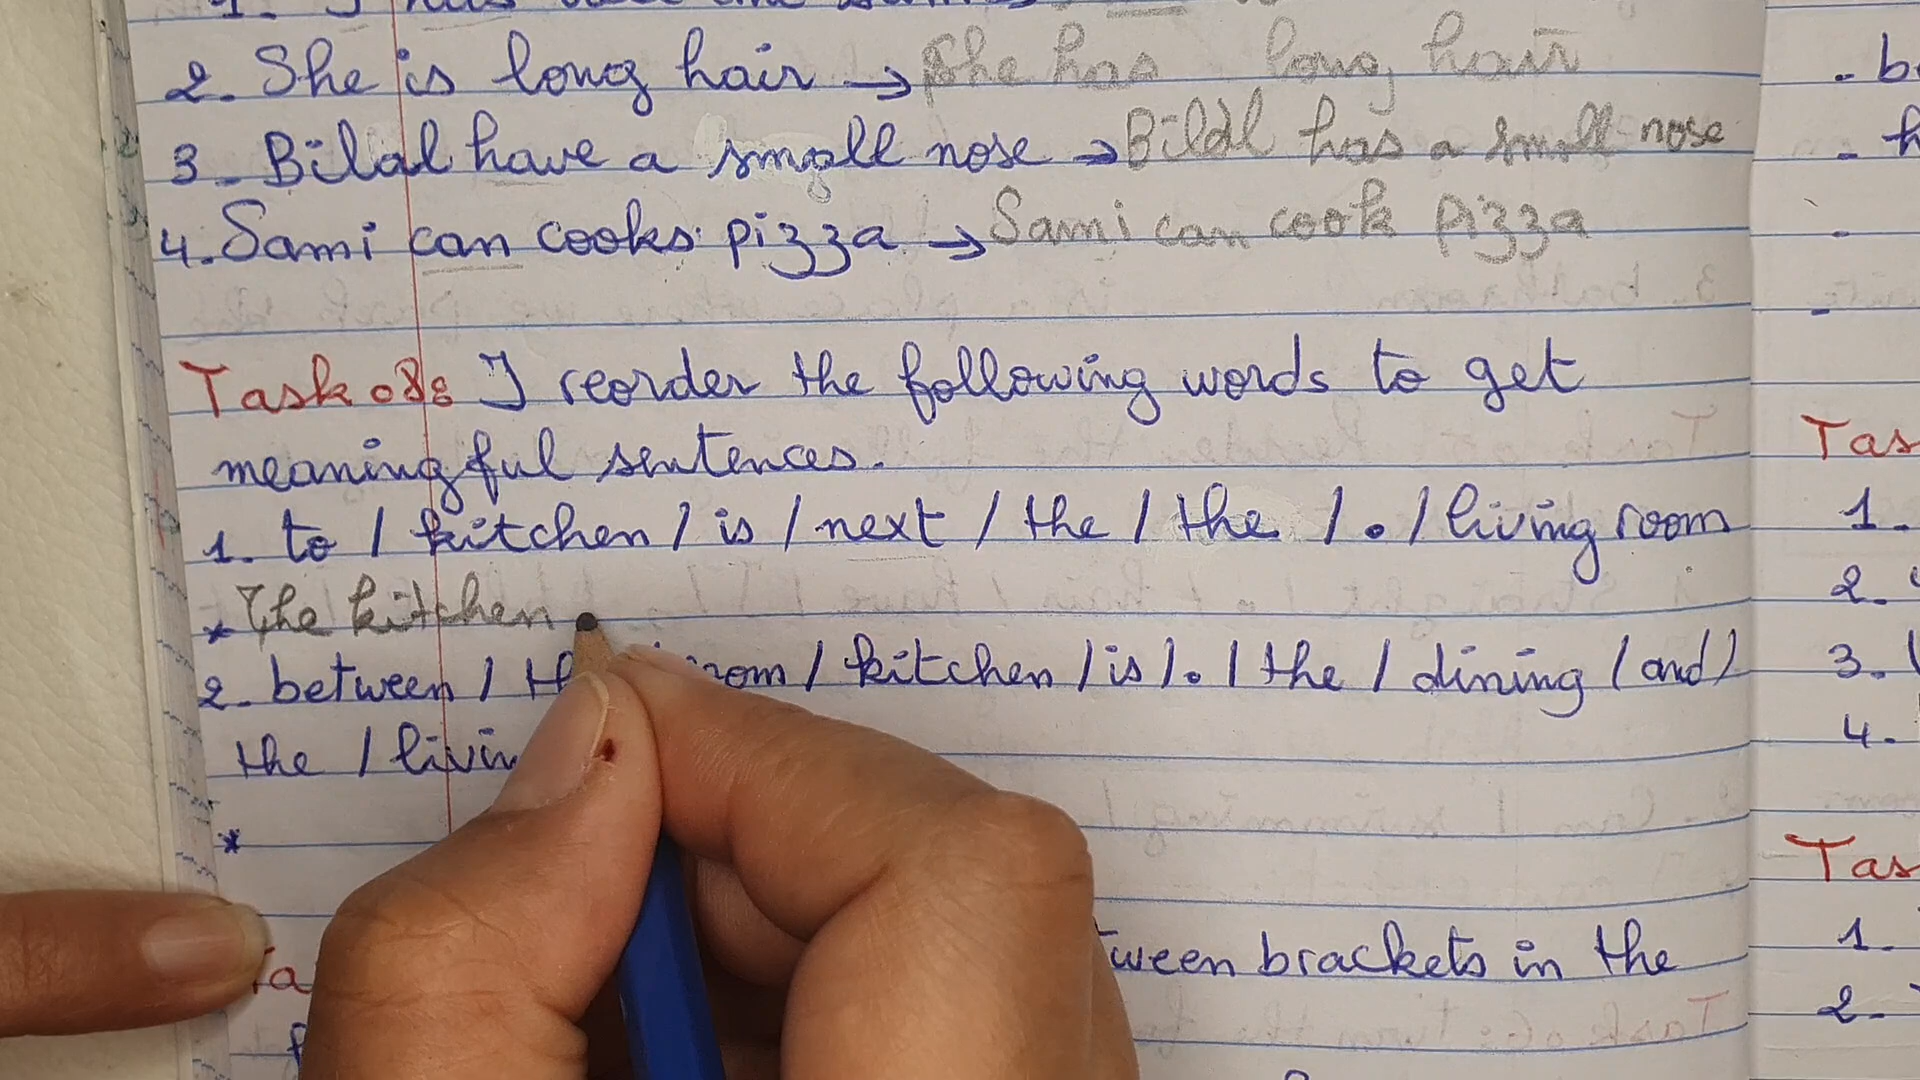 2. She is long hair → She has long hair
3. Bilal have a small nose → Bilal has a small nose
4. Sami can cooks pizza → Sami can cook pizza
Task 08: I reorder the following words to get
meaningful sentences.
1. to / kitchen / is / next / the / the / . / living room
* The kitchen
2. between / room / kitchen / is / . / the / dining / and /
the /
*
brackets in the
Tas
1.
2.
3.
4.
Tas
1.
2.